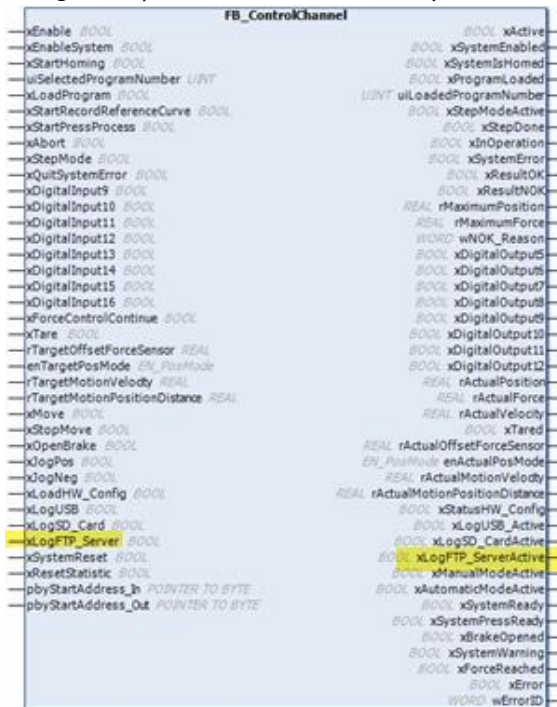 FB_ControlChannel
xEnable BOOL
xEnableSystem BOOL
xStartHoming BOOL
uiSelectedProgramNumber UINT
xLoadProgram BOOL
xStartRecordReferenceCurve BOOL
xStartPressProcess BOOL
xAbort BOOL
xStepMode BOOL
xQuitSystemError BOOL
xDigitalInput9 BOOL
xDigitalInput10 BOOL
xDigitalInput11 BOOL
xDigitalInput12 BOOL
xDigitalInput13 BOOL
xDigitalInput14 BOOL
xDigitalInput15 BOOL
xDigitalInput16 BOOL
xForceControlContinue BOOL
xTare BOOL
rTargetOffsetForceSensor REAL
enTargetPosMode EN_PosMode
rTargetMotionVelocity REAL
rTargetMotionPositionDistance REAL
xMove BOOL
xStopMove BOOL
xOpenBrake BOOL
xJogPos BOOL
xJogNeg BOOL
xLoadHW_Config BOOL
xLogUSB BOOL
xLogSD_Card BOOL
xLogFTP_Server BOOL
xSystemReset BOOL
xResetStatistic BOOL
pbyStartAddress_In POINTER TO BYTE
pbyStartAddress_Out POINTER TO BYTE
BOOL xActive
BOOL xSystemEnabled
BOOL xSystemIsHomed
BOOL xProgramLoaded
UINT uiLoadedProgramNumber
BOOL xStepModeActive
BOOL xStepDone
BOOL xInOperation
BOOL xSystemError
BOOL xResultOK
BOOL xResultNOK
REAL rMaximumPosition
REAL rMaximumForce
WORD wNOK_Reason
BOOL xDigitalOutput5
BOOL xDigitalOutput6
BOOL xDigitalOutput7
BOOL xDigitalOutput8
BOOL xDigitalOutput9
BOOL xDigitalOutput10
BOOL xDigitalOutput11
BOOL xDigitalOutput12
REAL rActualPosition
REAL rActualForce
REAL rActualVelocity
BOOL xTared
REAL rActualOffsetForceSensor
EN_PosMode enActualPosMode
REAL rActualMotionVelocity
REAL rActualMotionPositionDistance
BOOL xStatusHW_Config
BOOL xLogUSB_Active
BOOL xLogSD_CardActive
BOOL xLogFTP_ServerActive
BOOL xManualModeActive
BOOL xAutomaticModeActive
BOOL xSystemReady
BOOL xSystemPressReady
BOOL xBrakeOpened
BOOL xSystemWarning
BOOL xForceReached
BOOL xError
WORD wErrorID